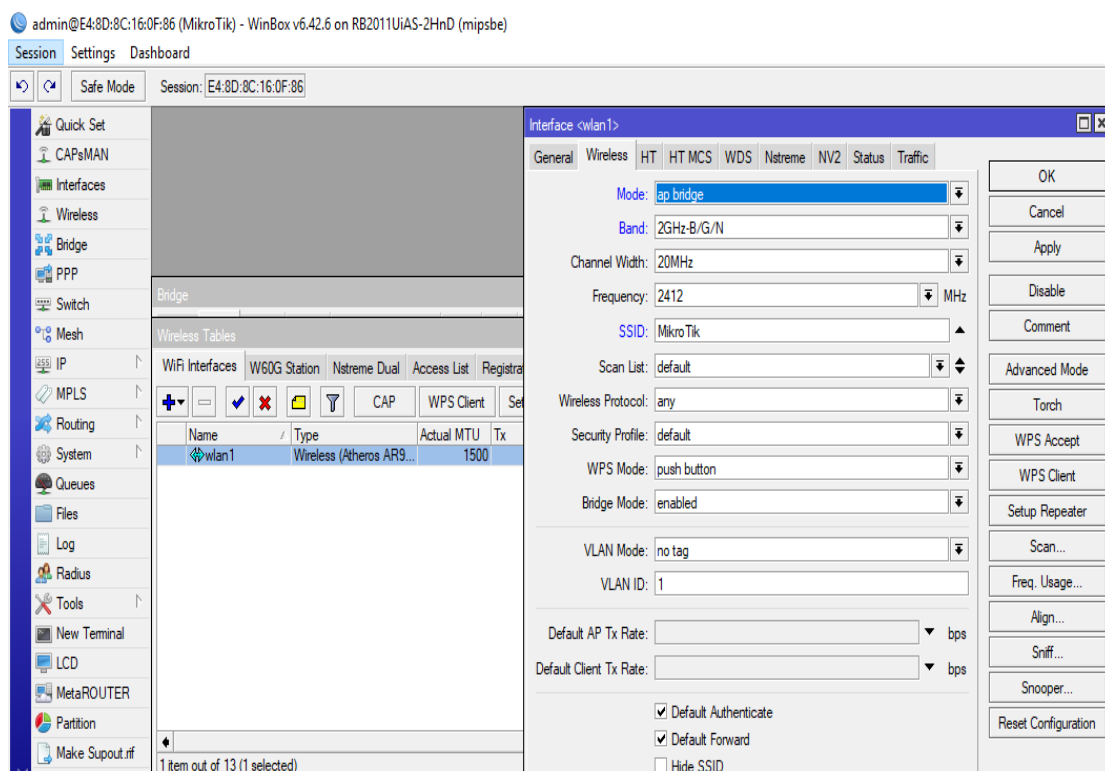 admin@E4:8D:8C:16:0F:86 (MikroTik) - WinBox v6.42.6 on RB2011UiAS-2HnD (mipsbe)
Session Settings Dashboard
Safe Mode Session: E4:8D:8C:16:0F:86
Quick Set
CAPsMAN
Interfaces
Wireless
Bridge
PPP
Switch
Mesh
IP
MPLS
Routing
System
Queues
Files
Log
Radius
Tools
New Terminal
LCD
MetaROUTER
Partition
Make Supout.rif
Bridge
Wireless Tables
WiFi Interfaces W60G Station Nstreme Dual Access List Registra
CAP WPS Client Set
Name Type Actual MTU Tx
wlan1 Wireless (Atheros AR9... 1500
1 item out of 13 (1 selected)
Interface <wlan1>
General Wireless HT HT MCS WDS Nstreme NV2 Status Traffic
Mode: ap bridge
Band: 2GHz-B/G/N
Channel Width: 20MHz
Frequency: 2412 MHz
SSID: MikroTik
Scan List: default
Wireless Protocol: any
Security Profile: default
WPS Mode: push button
Bridge Mode: enabled
VLAN Mode: no tag
VLAN ID: 1
Default AP Tx Rate: bps
Default Client Tx Rate: bps
Default Authenticate
Default Forward
Hide SSID
OK
Cancel
Apply
Disable
Comment
Advanced Mode
Torch
WPS Accept
WPS Client
Setup Repeater
Scan...
Freq. Usage...
Align...
Sniff...
Snooper...
Reset Configuration